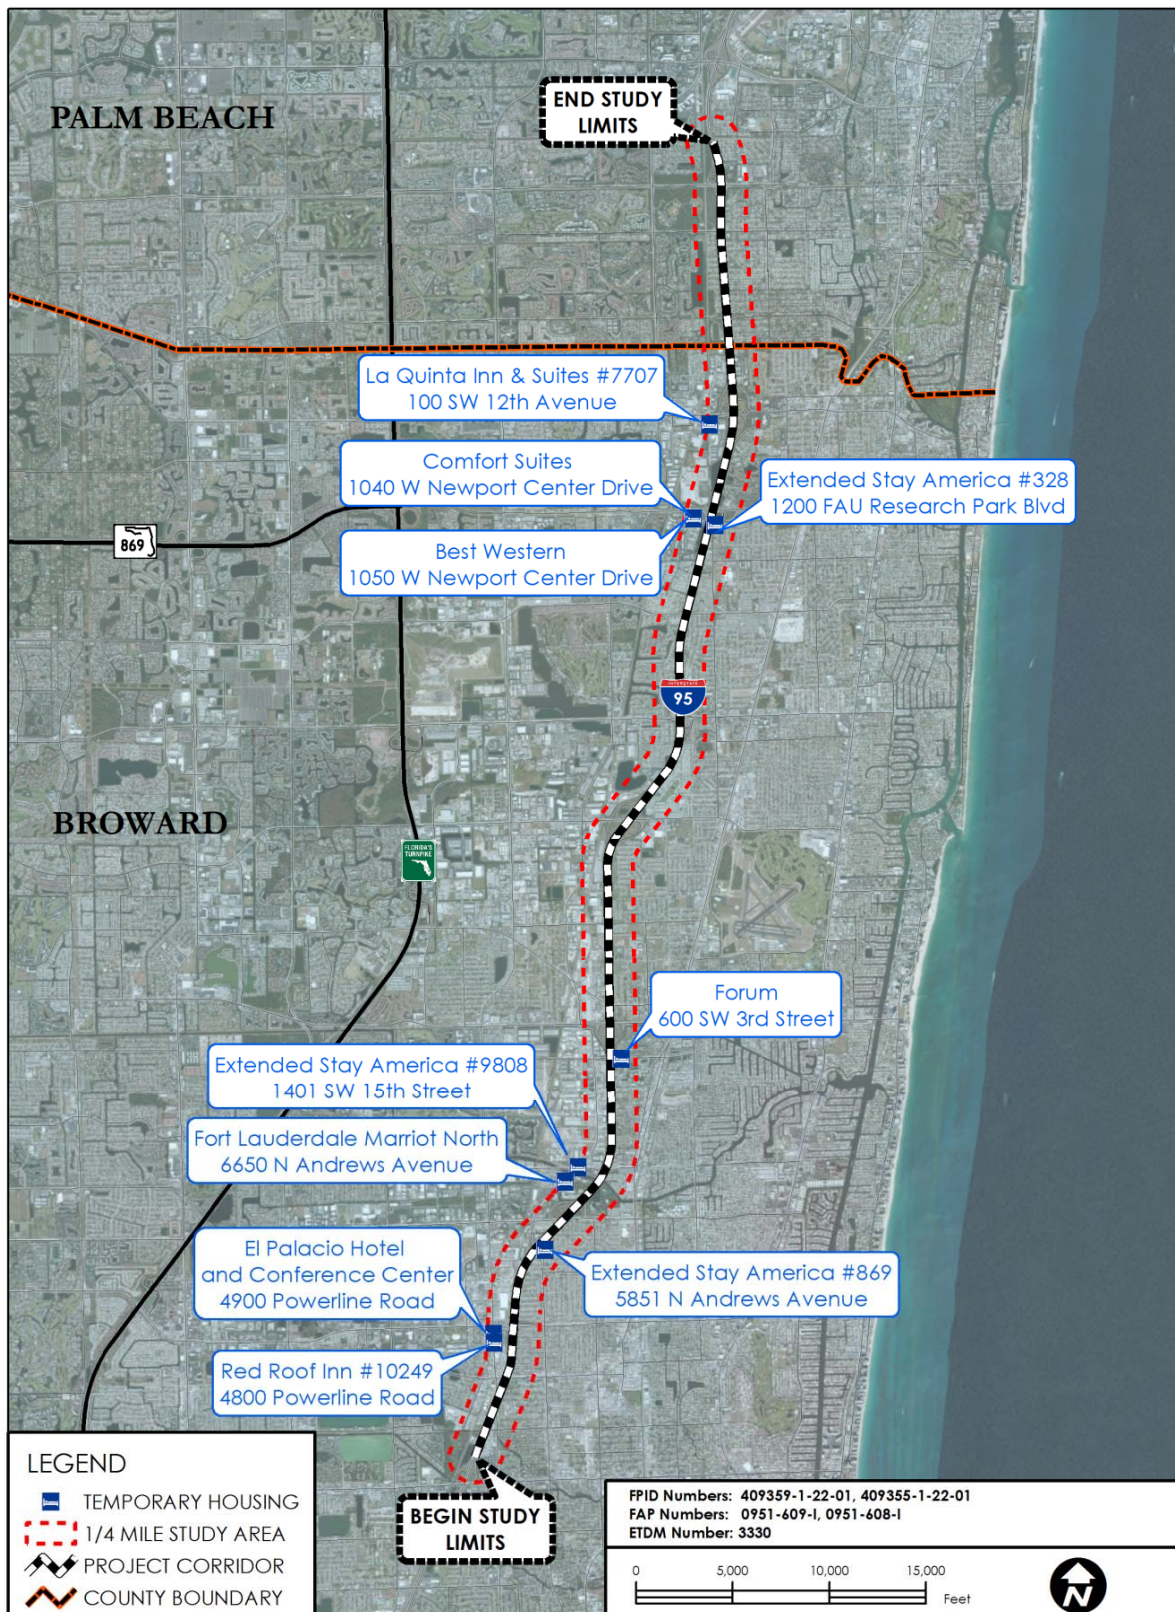 PALM BEACH
END STUDY
LIMITS
La Quinta Inn & Suites #7707
100 SW 12th Avenue
Comfort Suites
1040 W Newport Center Drive
Extended Stay America #328
1200 FAU Research Park Blvd
869
Best Western
1050 W Newport Center Drive
INTERSTATE
95
BROWARD
FLORIDA'S
TURNPIKE
Forum
600 SW 3rd Street
Extended Stay America #9808
1401 SW 15th Street
Fort Lauderdale Marriot North
6650 N Andrews Avenue
El Palacio Hotel
and Conference Center
4900 Powerline Road
Extended Stay America #869
5851 N Andrews Avenue
Red Roof Inn #10249
4800 Powerline Road
BEGIN STUDY
LIMITS
LEGEND
TEMPORARY HOUSING
1/4 MILE STUDY AREA
PROJECT CORRIDOR
COUNTY BOUNDARY
FPID Numbers: 409359-1-22-01, 409355-1-22-01
FAP Numbers: 0951-609-I, 0951-608-I
ETDM Number: 3330
0 5,000 10,000 15,000
Feet
N